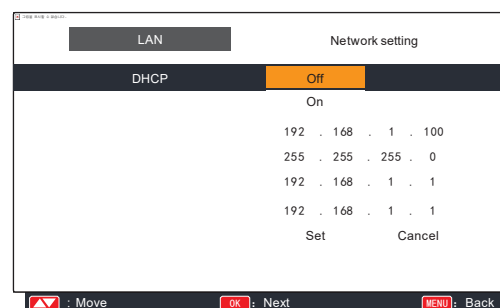 LAN Network setting
DHCP Off
On
192 . 168 . 1 . 100
255 . 255 . 255 . 0
192 . 168 . 1 . 1
192 . 168 . 1 . 1
Set Cancel
: Move OK : Next MENU : Back